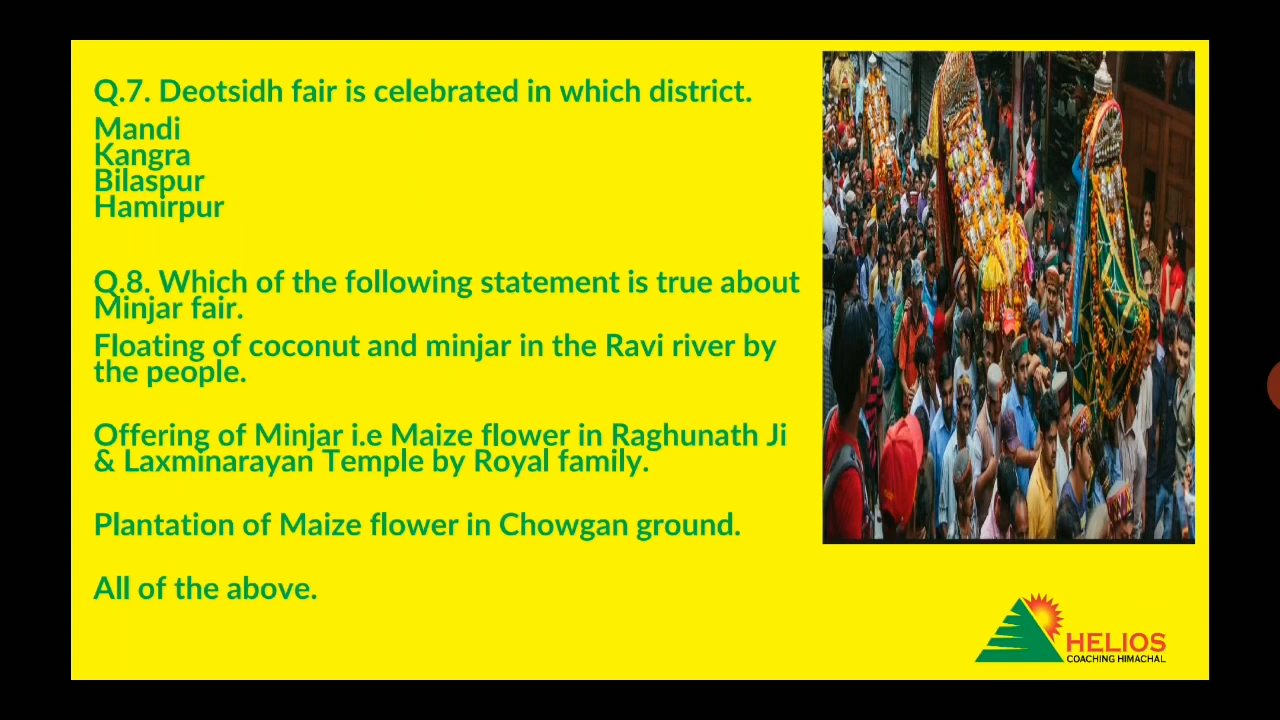 Q.7. Deotsidh fair is celebrated in which district.
Mandi
Kangra
Bilaspur
Hamirpur
Q.8. Which of the following statement is true about
Minjar fair.
Floating of coconut and minjar in the Ravi river by
the people.
Offering of Minjar i.e Maize flower in Raghunath Ji
& Laxminarayan Temple by Royal family.
Plantation of Maize flower in Chowgan ground.
All of the above.
HELIOS
COACHING HIMACHAL